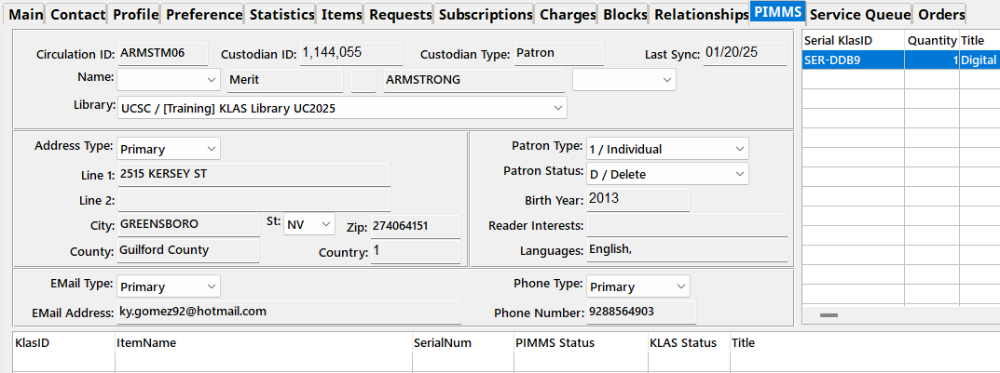 Main Contact Profile Preference Statistics Items Requests Subscriptions Charges Blocks Relationships PIMMS Service Queue Orders
Circulation ID: ARMSTM06 Custodian ID: 1,144,055 Custodian Type: Patron Last Sync: 01/20/25
Name: Merit ARMSTRONG
Library: UCSC / [Training] KLAS Library UC2025
Serial KlasID Quantity Title
SER-DDB9 1 Digital
Address Type: Primary
Line 1: 2515 KERSEY ST
Line 2:
City: GREENSBORO St: NV Zip: 274064151
County: Guilford County Country: 1
Patron Type: 1 / Individual
Patron Status: D / Delete
Birth Year: 2013
Reader Interests:
Languages: English,
EMail Type: Primary
EMail Address: ky.gomez92@hotmail.com
Phone Type: Primary
Phone Number: 9288564903
KlasID ItemName SerialNum PIMMS Status KLAS Status Title